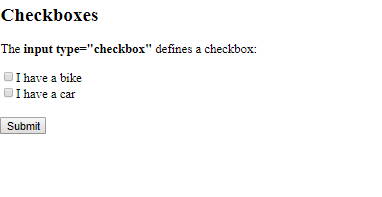 Checkboxes
The input type="checkbox" defines a checkbox:
I have a bike
I have a car
Submit